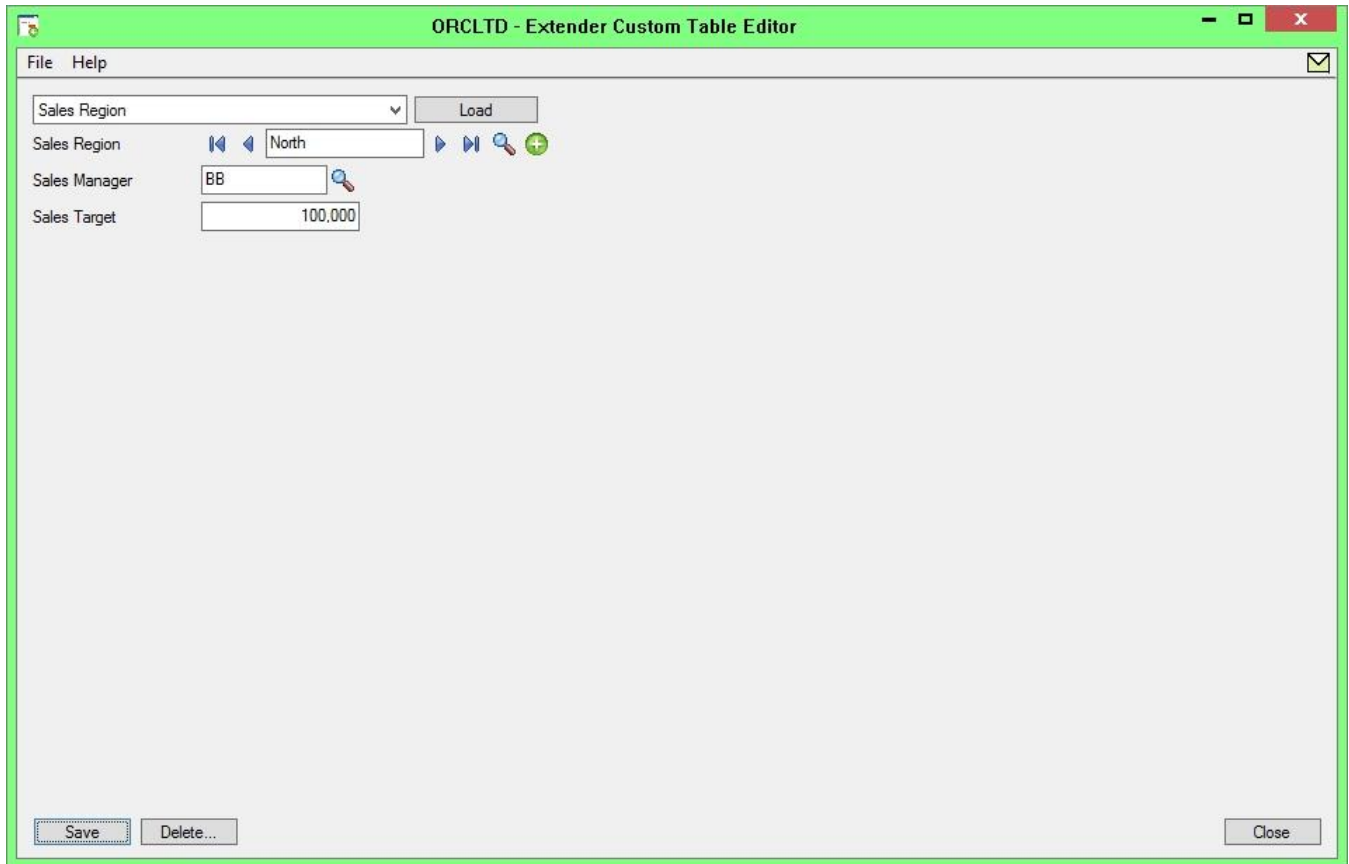 ORCLTD - Extender Custom Table Editor
x
File Help
Sales Region Load
Sales Region North
Sales Manager BB
Sales Target 100,000
Save Delete... Close